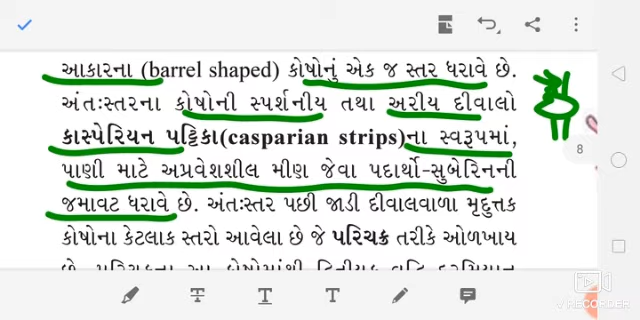 આકારના (barrel shaped) કોષોનું એક જ સ્તર ધરાવે છે.
અંતઃસ્તરના કોષોની સ્પર્શનીય તથા અરીય દીવાલો
કાસ્પેરિયન પટ્ટિકા(casparian strips)ના સ્વરૂપમાં,
પાણી માટે અપ્રવેશશીલ મીણ જેવા પદાર્થો-સુબેરિનની
જમાવટ ધરાવે છે. અંતઃસ્તર પછી જાડી દીવાલવાળા મૃદુત્તક
કોષોના કેટલાક સ્તરો આવેલા છે જે પરિચક્ર તરીકે ઓળખાય
8
RECORDER